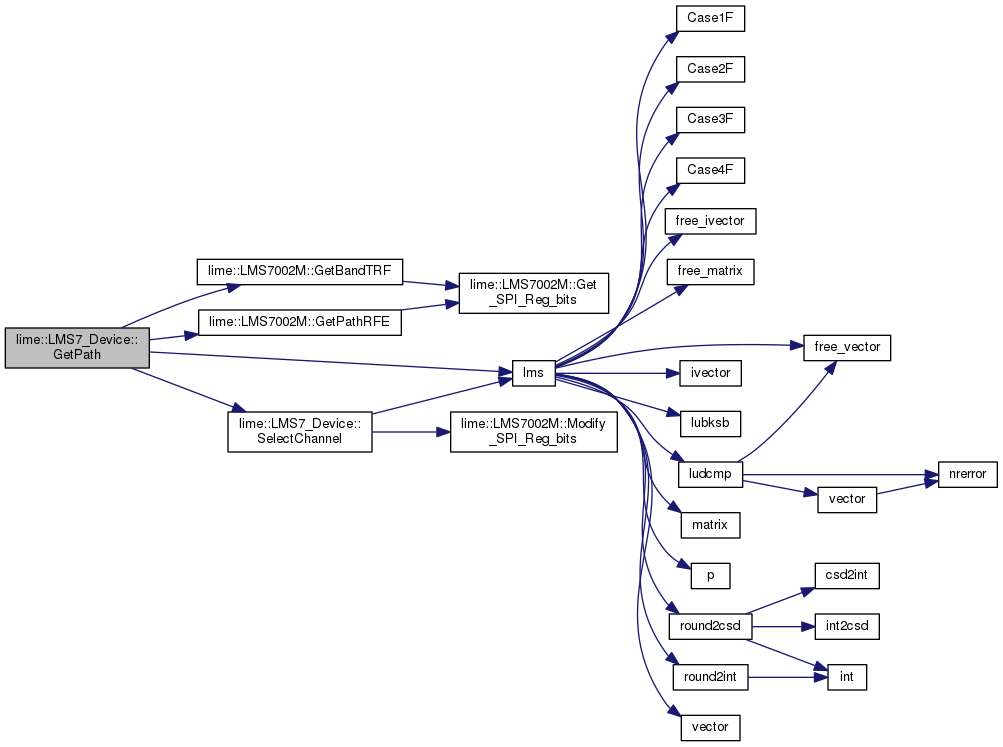 Case1F
Case2F
Case3F
Case4F
free_ivector
free_matrix
lime::LMS7002M::GetBandTRF
lime::LMS7002M::Get
_SPI_Reg_bits
lime::LMS7002M::GetPathRFE
lime::LMS7_Device::
GetPath
free_vector
lms
ivector
lime::LMS7_Device::
SelectChannel
lime::LMS7002M::Modify
_SPI_Reg_bits
lubksb
ludcmp
nrerror
vector
matrix
p
csd2int
round2csd
int2csd
round2int
int
vector